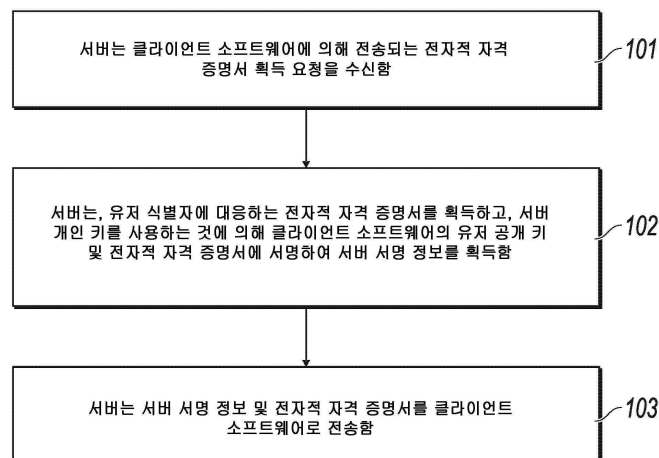 서버는 클라이언트 소프트웨어에 의해 전송되는 전자적 자격
증명서 획득 요청을 수신함
101
서버는, 유저 식별자에 대응하는 전자적 자격 증명서를 획득하고, 서버
개인 키를 사용하는 것에 의해 클라이언트 소프트웨어의 유저 공개 키
및 전자적 자격 증명서에 서명하여 서버 서명 정보를 획득함
102
서버는 서버 서명 정보 및 전자적 자격 증명서를 클라이언트
소프트웨어로 전송함
103